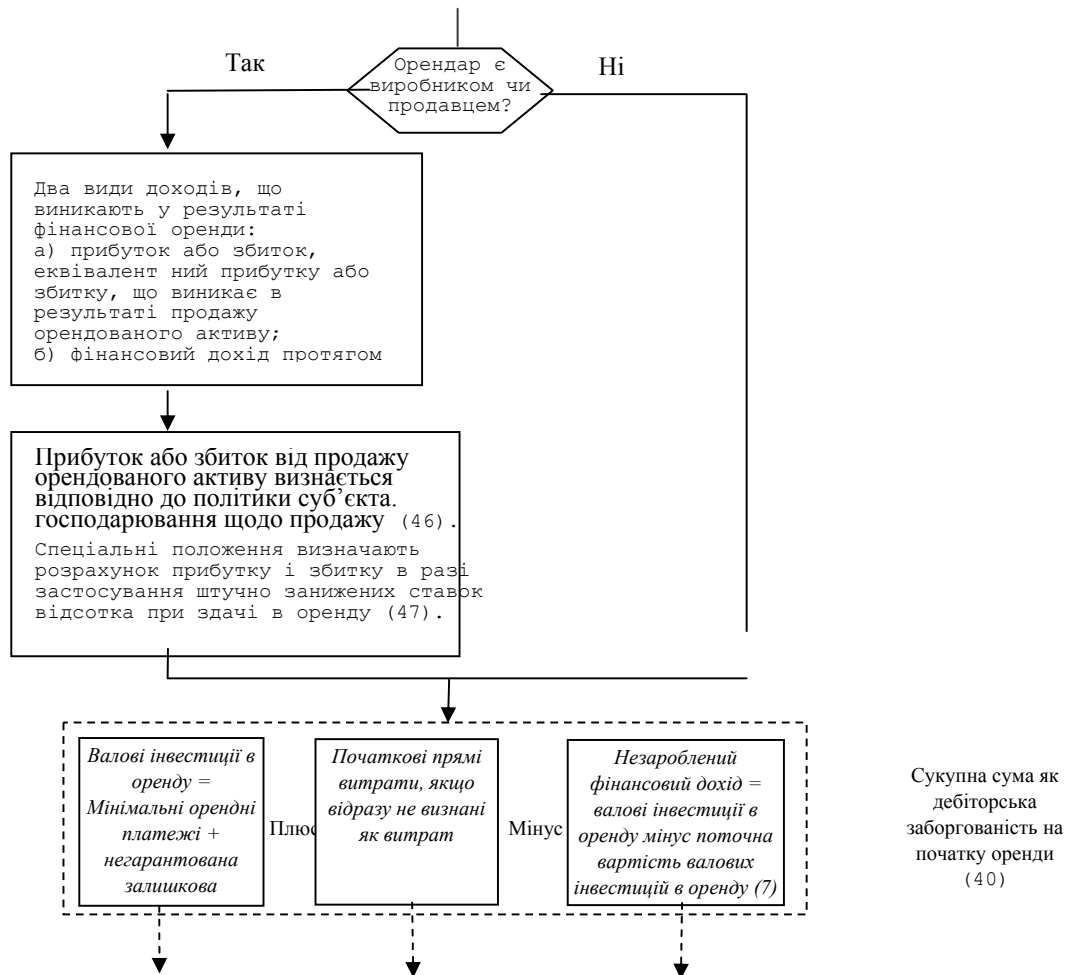 Так
Орендар є
виробником чи
продавцем?
Ні
Два види доходів, що
виникають у результаті
фінансової оренди:
а) прибуток або збиток,
еквівалент ний прибутку або
збитку, що виникає в
результаті продажу
орендованого активу;
б) фінансовий дохід протягом
Прибуток або збиток від продажу
орендованого активу визнається
відповідно до політики суб’єкта.
господарювання щодо продажу (46).
Спеціальні положення визначають
розрахунок прибутку і збитку в разі
застосування штучно занижених ставок
відсотка при здачі в оренду (47).
Валові інвестиції в
оренду =
Мінімальні орендні
платежі +
негарантована
залишкова
Плюс
Початкові прямі
витрати, якщо
відразу не визнані
як витрат
Мінус
Незароблений
фінансовий дохід =
валові інвестиції в
оренду мінус поточна
вартість валових
інвестицій в оренду (7)
Сукупна сума як
дебіторська
заборгованість на
початку оренди
(40)